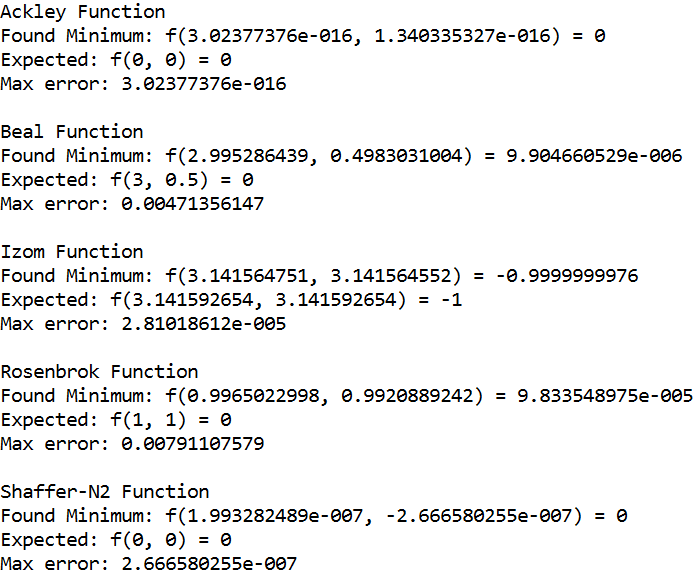 Ackley Function
Found Minimum: f(3.02377376e-016, 1.340335327e-016) = 0
Expected: f(0, 0) = 0
Max error: 3.02377376e-016
Beal Function
Found Minimum: f(2.995286439, 0.4983031004) = 9.904660529e-006
Expected: f(3, 0.5) = 0
Max error: 0.00471356147
Izom Function
Found Minimum: f(3.141564751, 3.141564552) = -0.9999999976
Expected: f(3.141592654, 3.141592654) = -1
Max error: 2.81018612e-005
Rosenbrok Function
Found Minimum: f(0.9965022998, 0.9920889242) = 9.833548975e-005
Expected: f(1, 1) = 0
Max error: 0.00791107579
Shaffer-N2 Function
Found Minimum: f(1.993282489e-007, -2.666580255e-007) = 0
Expected: f(0, 0) = 0
Max error: 2.666580255e-007